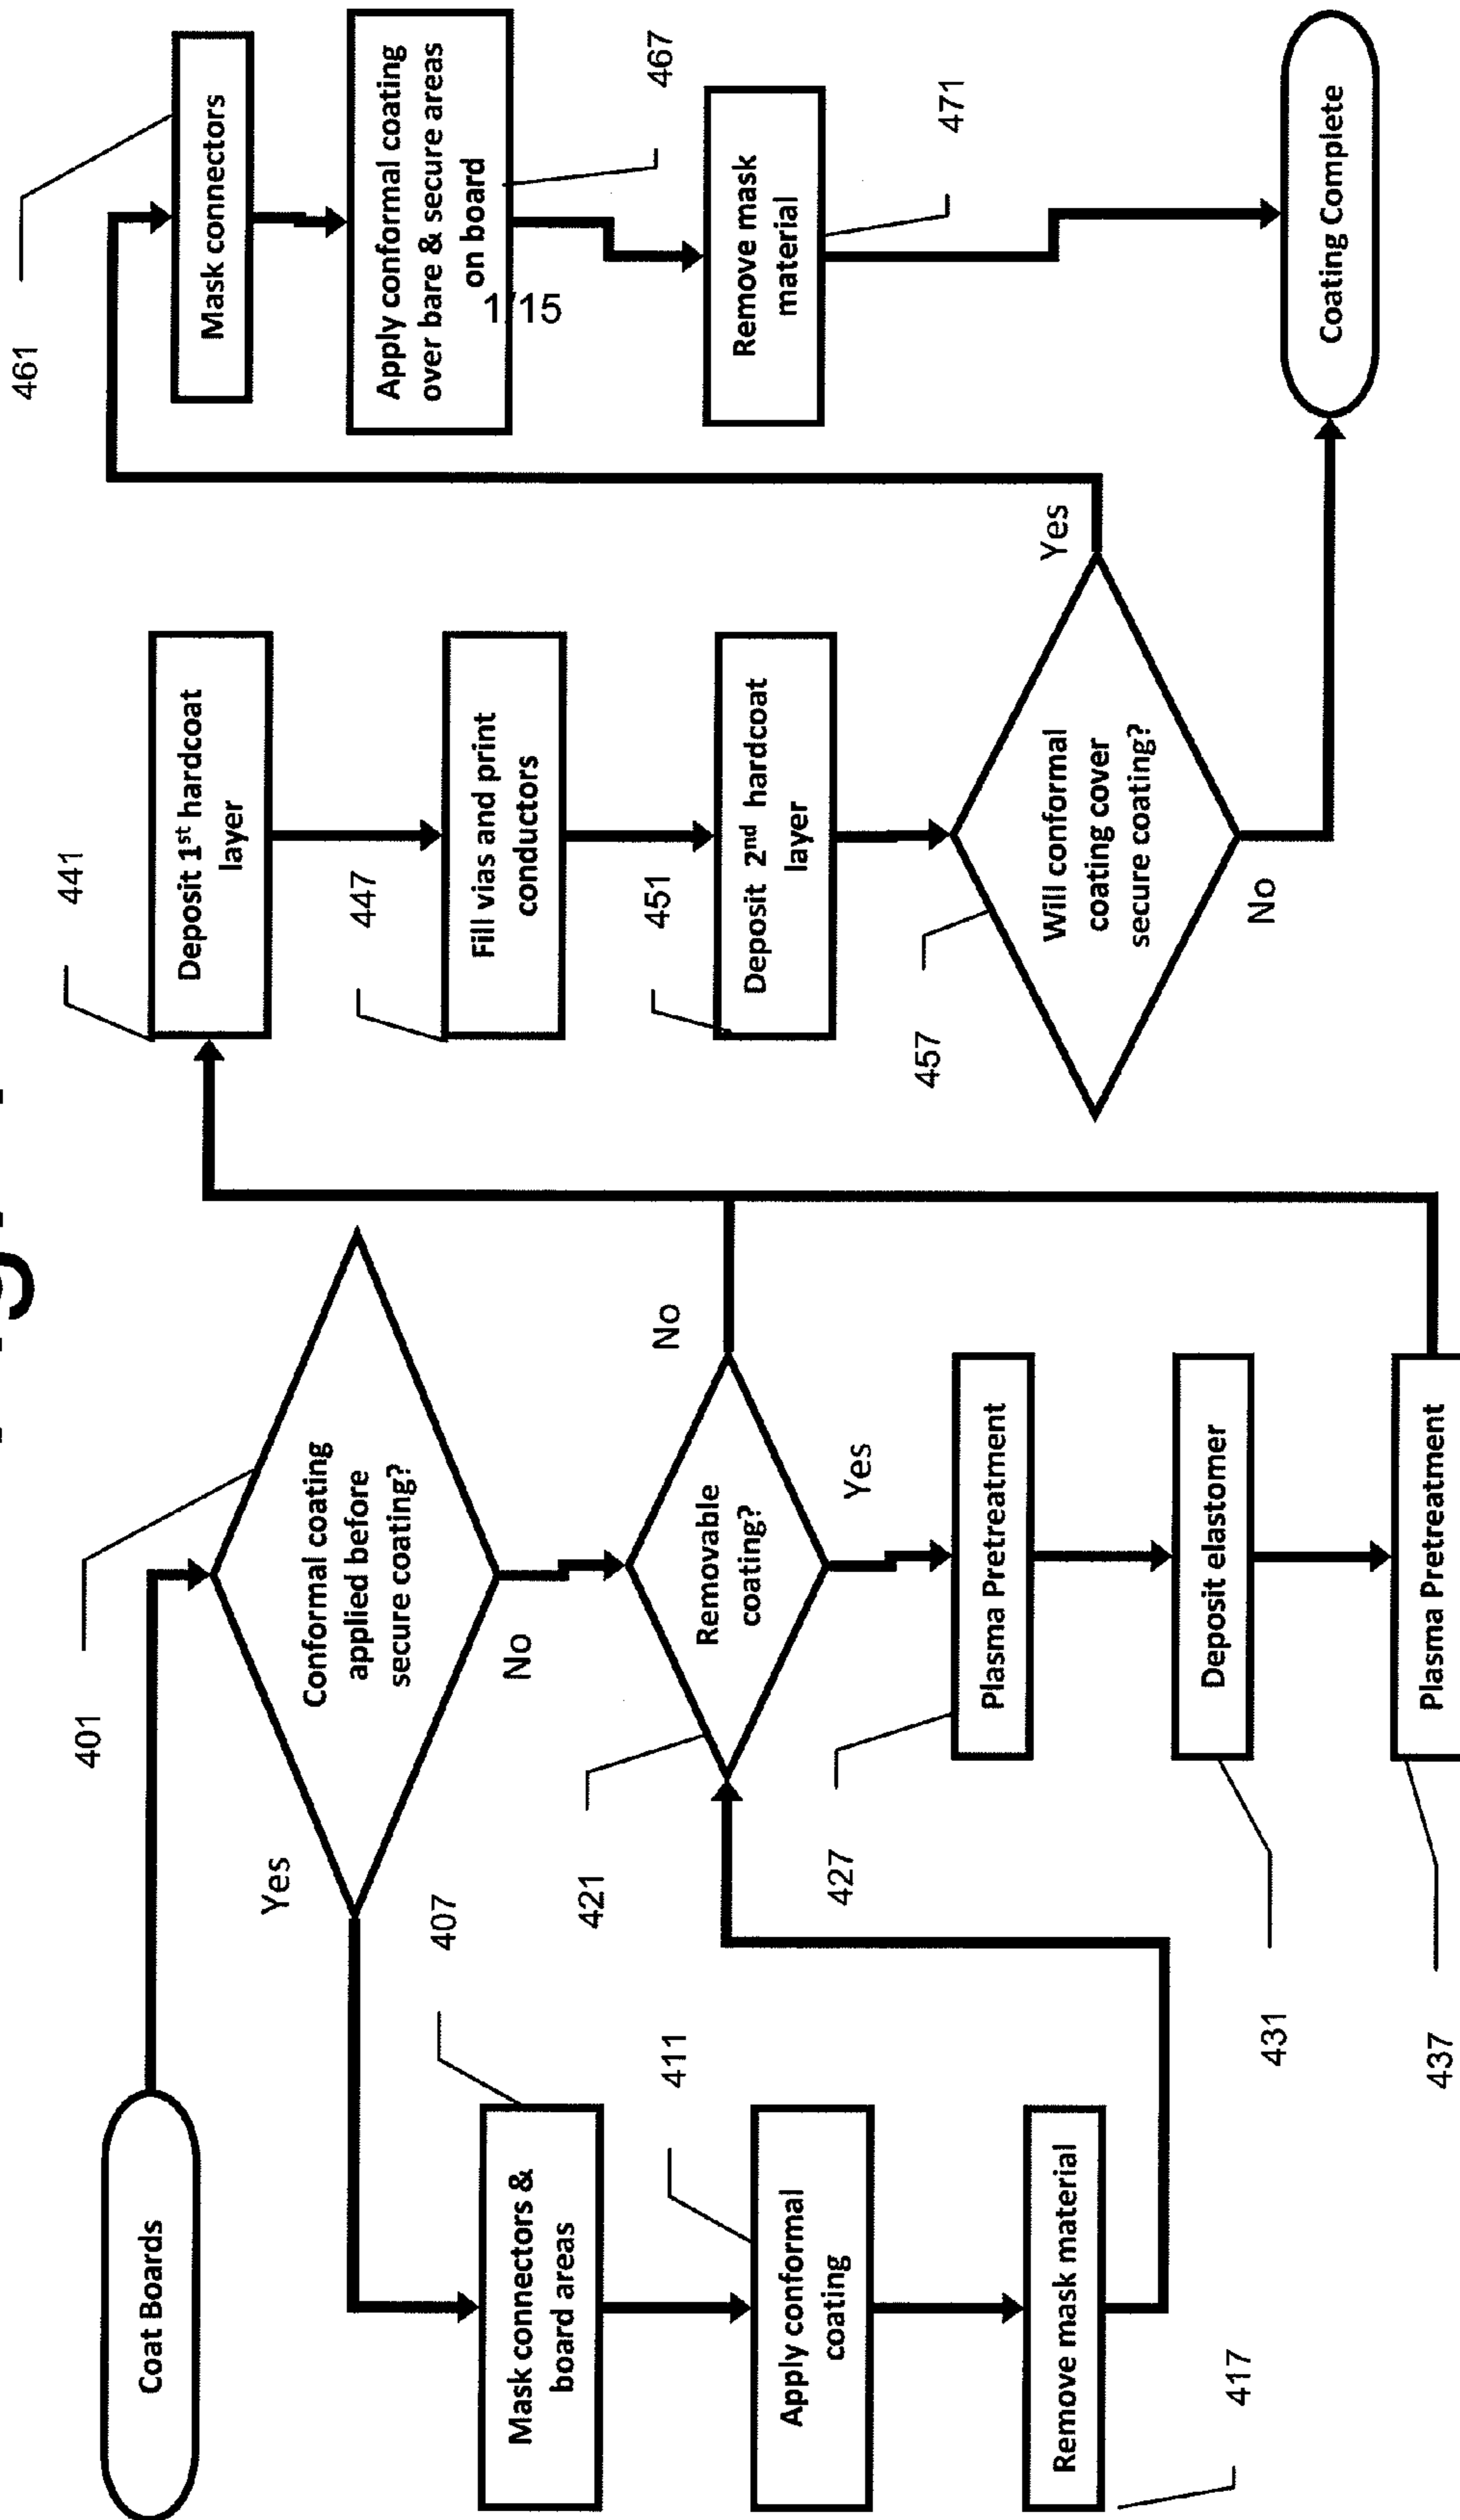 Coat Boards
401
Conformal coating
applied before
secure coating?
Yes
No
407
Mask connectors &
board areas
411
Apply conformal
coating
417
Remove mask material
421
Removable
coating?
No
Yes
427
Plasma Pretreatment
431
Deposit elastomer
437
Plasma Pretreatment
441
Deposit 1st hardcoat
layer
447
Fill vias and print
conductors
451
Deposit 2nd hardcoat
layer
457
Will conformal
coating cover
secure coating?
Yes
No
461
Mask connectors
467
Apply conformal coating
over bare & secure areas
on board
1/15
471
Remove mask
material
Coating Complete